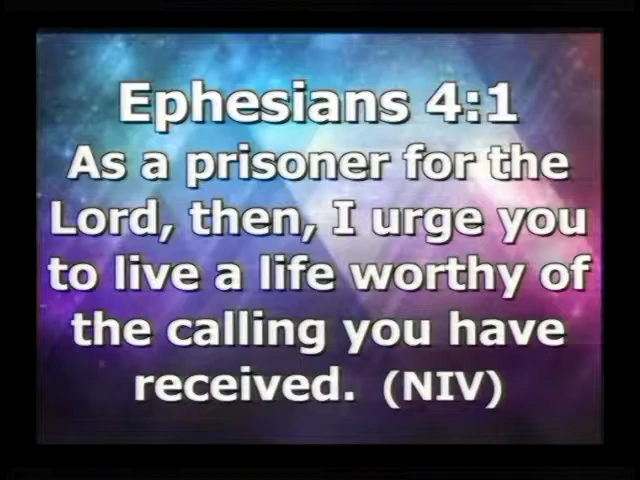 Ephesians 4:1
As a prisoner for the
Lord, then, I urge you
to live a life worthy of
the calling you have
received. (NIV)